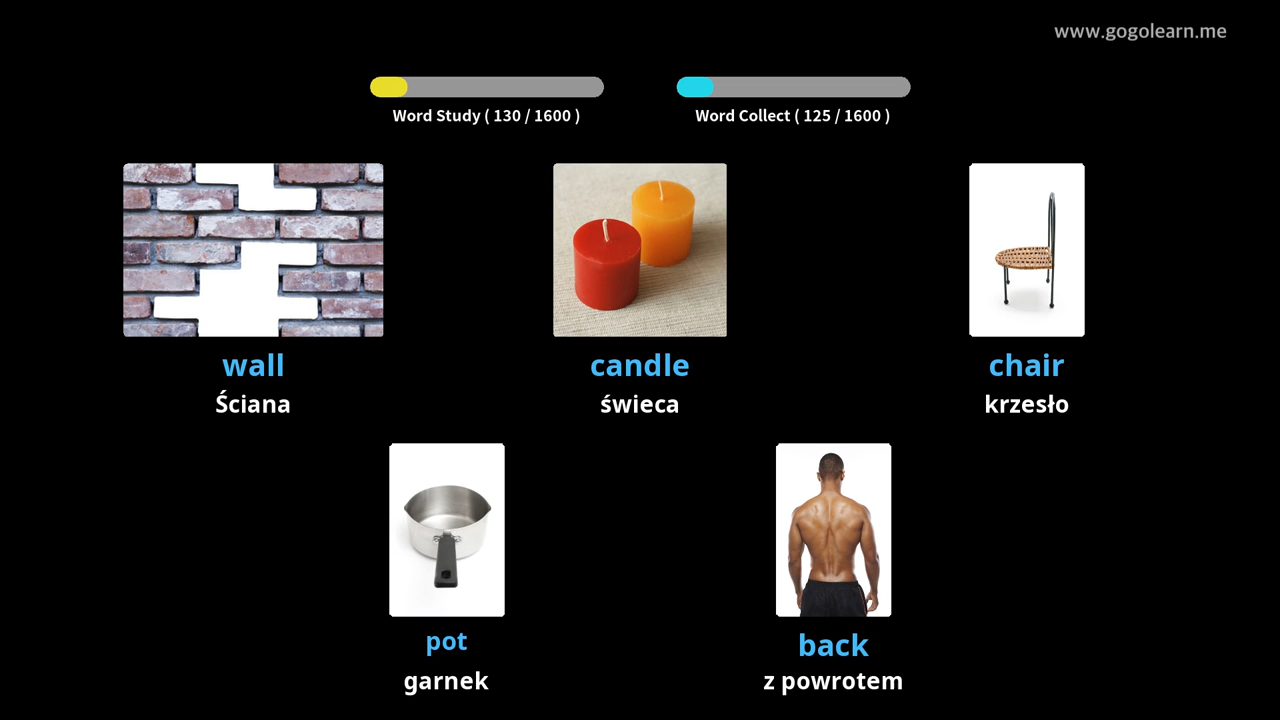 www.gogolearn.me
Word Study ( 130 / 1600 )
Word Collect ( 125 / 1600 )
wall
Ściana
candle
świeca
chair
krzesło
pot
garnek
back
z powrotem